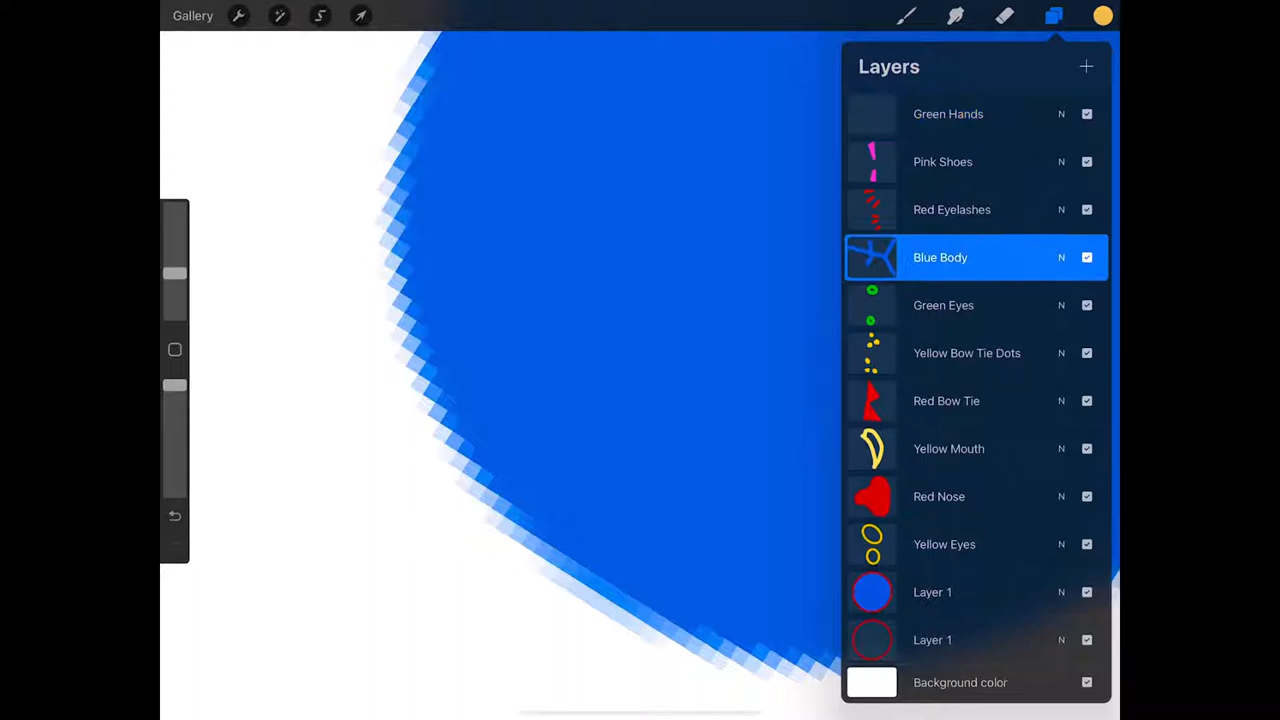 Gallery
Layers
Green Hands N
Pink Shoes N
Red Eyelashes N
Blue Body N
Green Eyes N
Yellow Bow Tie Dots N
Red Bow Tie N
Yellow Mouth N
Red Nose N
Yellow Eyes N
Layer 1 N
Layer 1 N
Background color